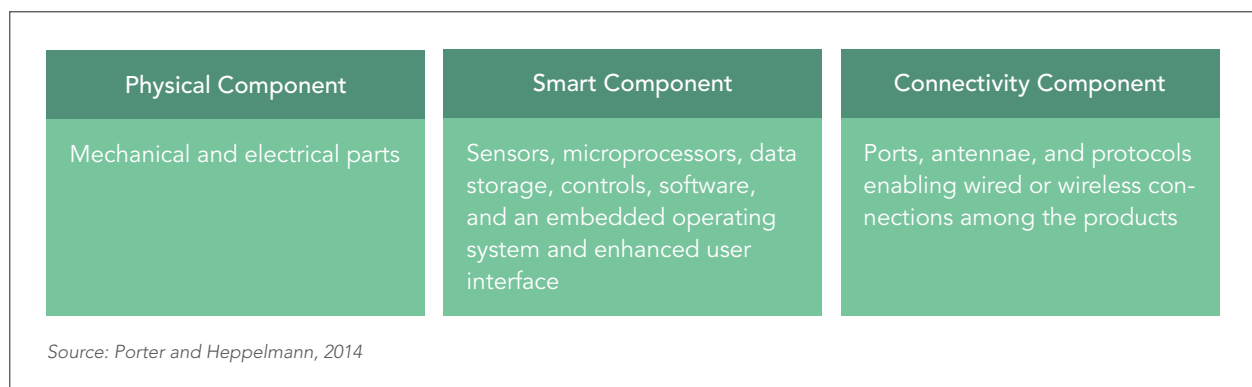 Physical Component
Mechanical and electrical parts
Smart Component
Sensors, microprocessors, data
storage, controls, software,
and an embedded operating
system and enhanced user
interface
Connectivity Component
Ports, antennae, and protocols
enabling wired or wireless con-
nections among the products
Source: Porter and Heppelmann, 2014